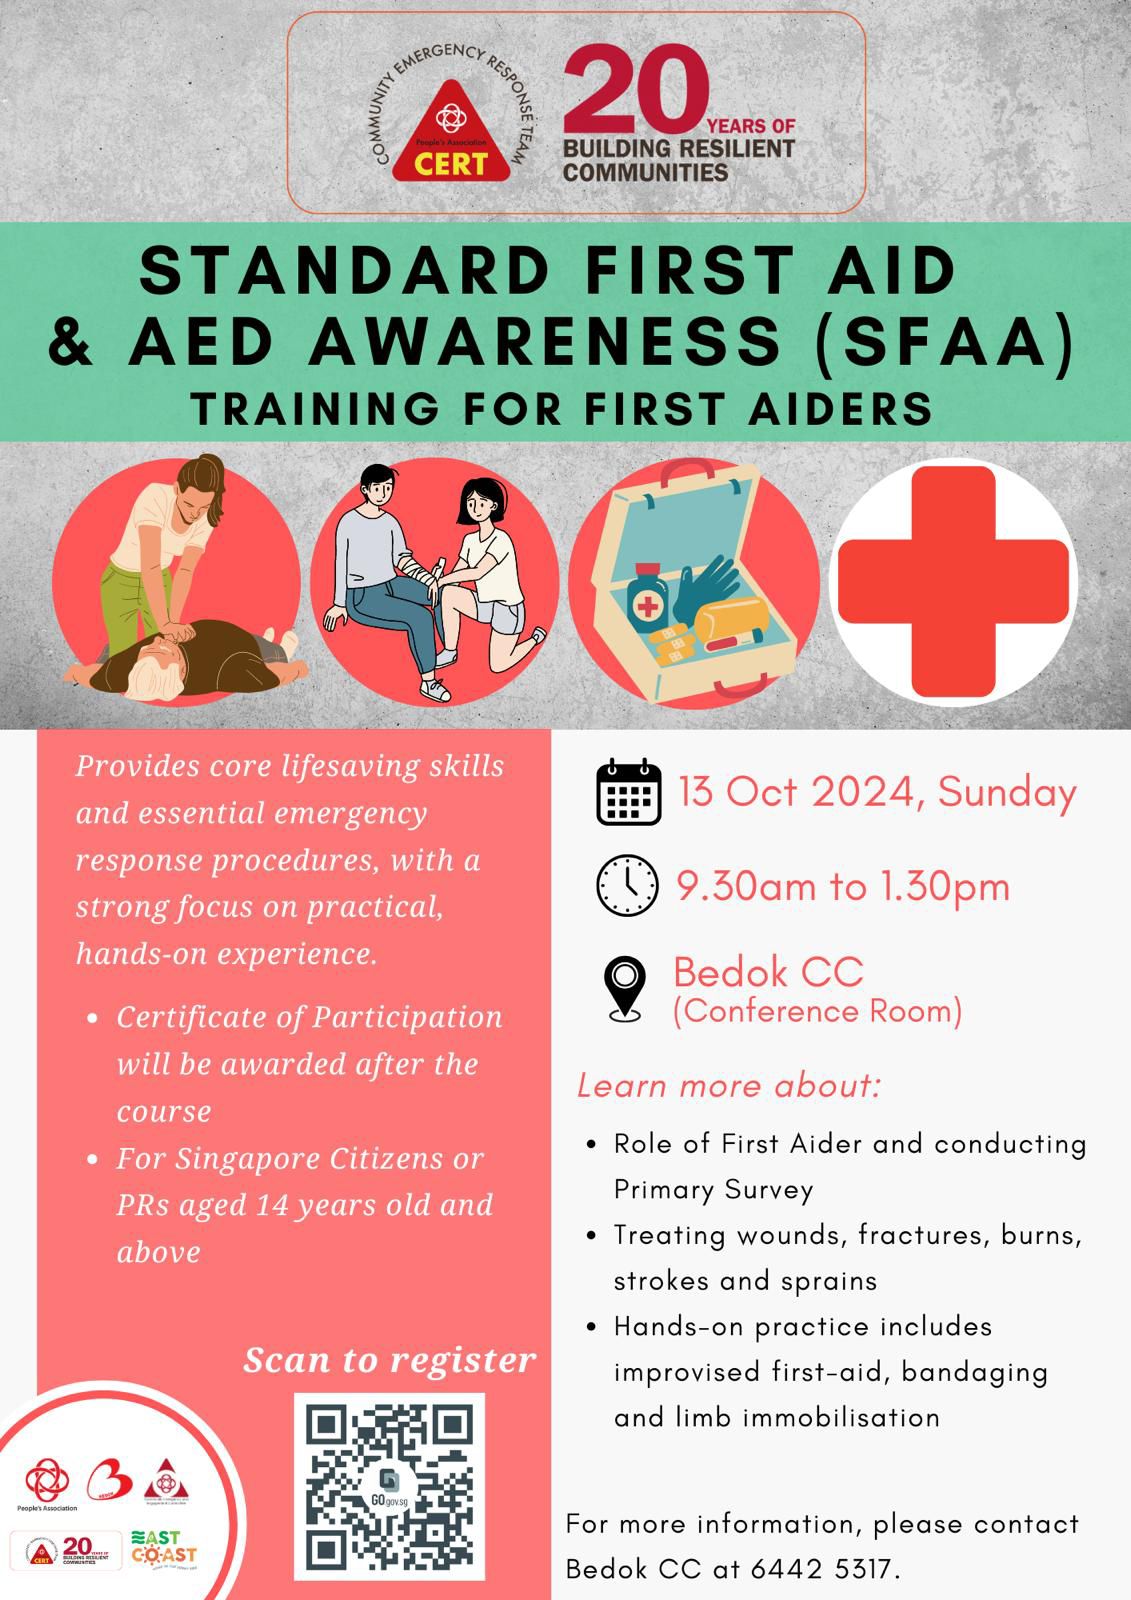 COMMUNITY EMERGENCY RESPONSE TEAM
People's Association
CERT
20
YEARS OF
BUILDING RESILIENT
COMMUNITIES
STANDARD FIRST AID
& AED AWARENESS (SFAA)
TRAINING FOR FIRST AIDERS
Provides core lifesaving skills
and essential emergency
response procedures, with a
strong focus on practical,
hands-on experience.
• Certificate of Participation
will be awarded after the
course
• For Singapore Citizens or
PRs aged 14 years old and
above
Scan to register
GOgov.sg
13 Oct 2024, Sunday
9.30am to 1.30pm
Bedok CC
(Conference Room)
Learn more about:
• Role of First Aider and conducting
Primary Survey
• Treating wounds, fractures, burns,
strokes and sprains
• Hands-on practice includes
improvised first-aid, bandaging
and limb immobilisation
For more information, please contact
Bedok CC at 6442 5317.
People's Association
BEDOK
CERT
20
YEARS OF
BUILDING RESILIENT
COMMUNITIES
EAST
COAST